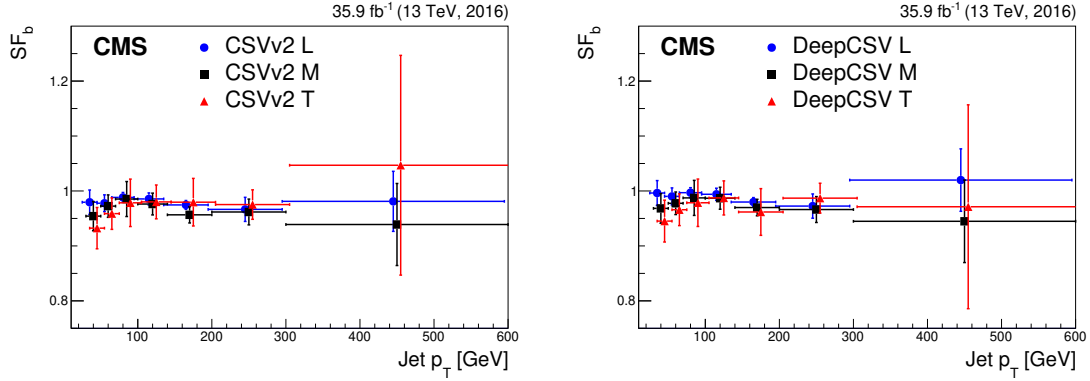 35.9 fb⁻¹ (13 TeV, 2016)
SF_b
CMS
CSVv2 L
CSVv2 M
CSVv2 T
1.2
1
0.8
100 200 300 400 500 600
Jet p_T [GeV]
35.9 fb⁻¹ (13 TeV, 2016)
SF_b
CMS
DeepCSV L
DeepCSV M
DeepCSV T
1.2
1
0.8
100 200 300 400 500 600
Jet p_T [GeV]